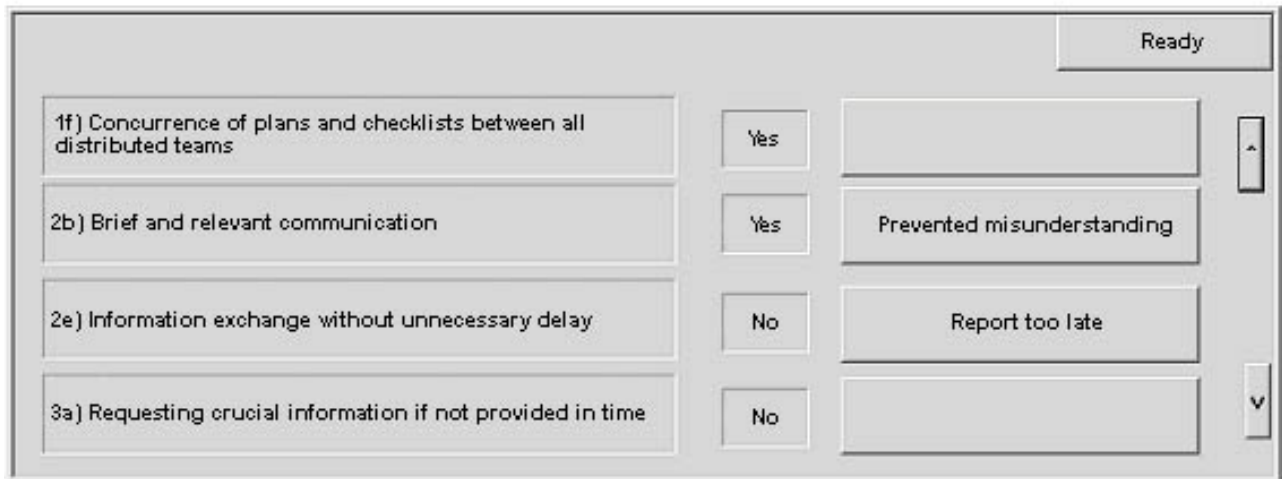 Ready
1f) Concurrence of plans and checklists between all
distributed teams
Yes
2b) Brief and relevant communication
Yes
Prevented misunderstanding
2e) Information exchange without unnecessary delay
No
Report too late
3a) Requesting crucial information if not provided in time
No